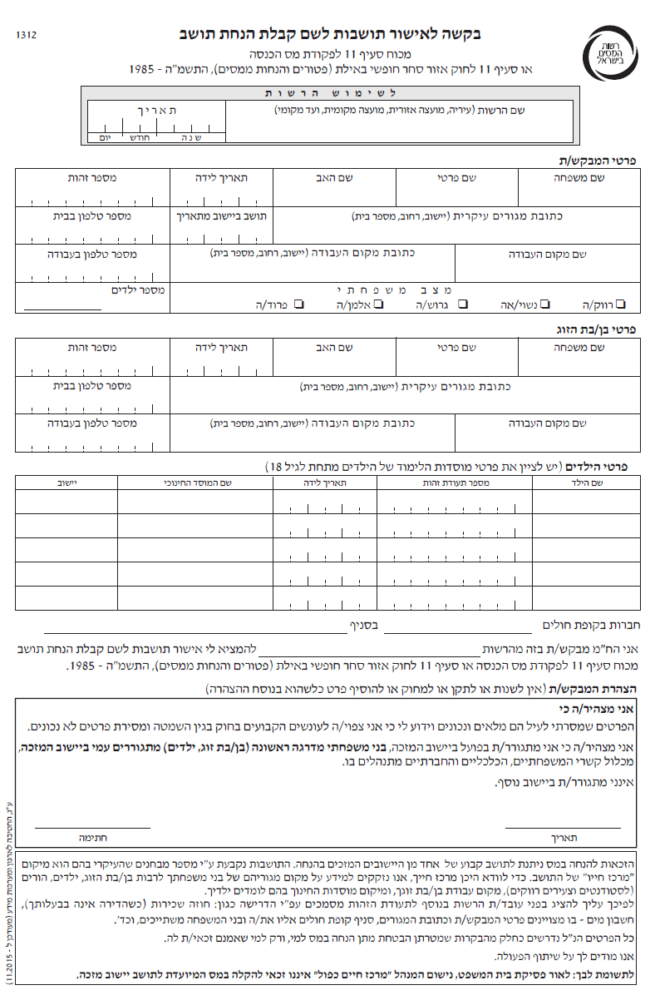 1312
רשות
המסים
בישראל
בקשה לאישור תושבות לשם קבלת הנחת תושב
מכוח סעיף 11 לפקודת מס הכנסה
או סעיף 11 לחוק אזור סחר חופשי באילת (פטורים והנחות ממסים), התשמ"ה - 1985
לשימוש הרשות
שם הרשות (עיריה, מועצה אזורית, מועצה מקומית, ועד מקומי)
תאריך
שנה חודש יום
פרטי המבקש/ת
שם משפחה שם פרטי שם האב תאריך לידה מספר זהות
כתובת מגורים עיקרית (יישוב, רחוב, מספר בית) תושב ביישוב מתאריך מספר טלפון בבית
שם מקום העבודה כתובת מקום העבודה (יישוב, רחוב, מספר בית) מספר טלפון בעבודה
מצב משפחתי מספר ילדים
רווק/ה נשוי/אה גרוש/ה אלמן/ה פרוד/ה
פרטי בן/בת הזוג
שם משפחה שם פרטי שם האב תאריך לידה מספר זהות
כתובת מגורים עיקרית (יישוב, רחוב, מספר בית) מספר טלפון בבית
שם מקום העבודה כתובת מקום העבודה (יישוב, רחוב, מספר בית) מספר טלפון בעבודה
פרטי הילדים (יש לציין את פרטי מוסדות הלימוד של הילדים מתחת לגיל 18)
שם הילד מספר תעודת זהות תאריך לידה שם המוסד החינוכי יישוב
חברות בקופת חולים בסניף
אני הח"מ מבקש/ת בזה מהרשות להמציא לי אישור תושבות לשם קבלת הנחת תושב
מכוח סעיף 11 לפקודת מס הכנסה או סעיף 11 לחוק אזור סחר חופשי באילת (פטורים והנחות ממסים), התשמ"ה - 1985.
הצהרת המבקש/ת (אין לשנות או לתקן או למחוק או להוסיף פרט כלשהוא בנוסח ההצהרה)
אני מצהיר/ה כי
הפרטים שמסרתי לעיל הם מלאים ונכונים וידוע לי כי אני צפוי/ה לעונשים הקבועים בחוק בגין השמטה ומסירת פרטים לא נכונים.
אני מצהיר/ה כי אני מתגורר/ת בפועל ביישוב המזכה, בני משפחתי מדרגה ראשונה (בן/בת זוג, ילדים) מתגוררים עמי ביישוב המזכה,
מכלול קשרי המשפחתיים, הכלכליים והחברתיים מתנהלים בו.
אינני מתגורר/ת ביישוב נוסף.
תאריך חתימה
הזכאות להנחה במס ניתנת לתושב קבוע של אחד מן היישובים המזכים בהנחה. התושבות נקבעת ע"י מספר מבחנים שהעיקרי בהם הוא מיקום
"מרכז חייו" של התושב. כדי לוודא היכן מרכז חייך, אנו נזקקים למידע על מקום מגוריהם של בני משפחתך לרבות בן/בת הזוג, ילדים, הורים
(לסטודנטים וצעירים רווקים), מקום עבודת בן/בת זוגך, ומיקום מוסדות החינוך בהם לומדים ילדיך.
לפיכך עליך להציג בפני עובד/ת הרשות בנוסף לתעודת הזהות מסמכים עפ"י הדרישה כגון: חוזה שכירות (כשהדירה אינה בבעלותך),
חשבון מים - בו מצויינים פרטי המבקש/ת וכתובת המגורים, סניף קופת חולים אליו את/ה ובני המשפחה משתייכים, וכד'.
כל הפרטים הנ"ל נדרשים כחלק מהבקרות שמטרתן הבטחת מתן הנחה במס למי, ורק למי שאמנם זכאי/ת לה.
אנו מודים לך על שיתוף הפעולה.
לתשומת לבך: לאור פסיקת בית המשפט, נישום המנהל "מרכז חיים כפול" איננו זכאי להקלה במס המיועדת לתושב יישוב מזכה.
ע"נ, החטיבה לארגון ומערכות מידע (מעודכן ל - 11.2015)